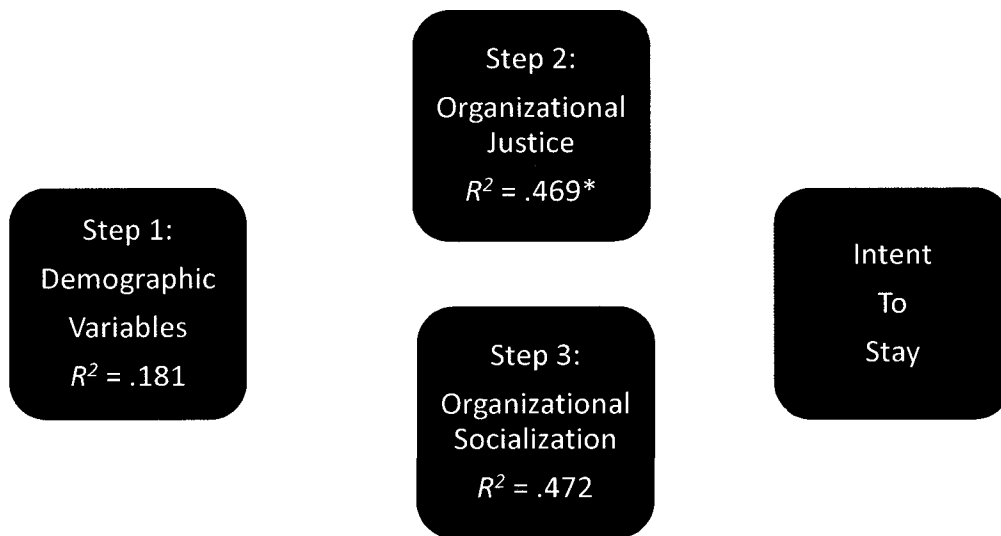 Step 1:
Demographic
Variables
R² = .181
Step 2:
Organizational
Justice
R² = .469*
Step 3:
Organizational
Socialization
R² = .472
Intent
To
Stay